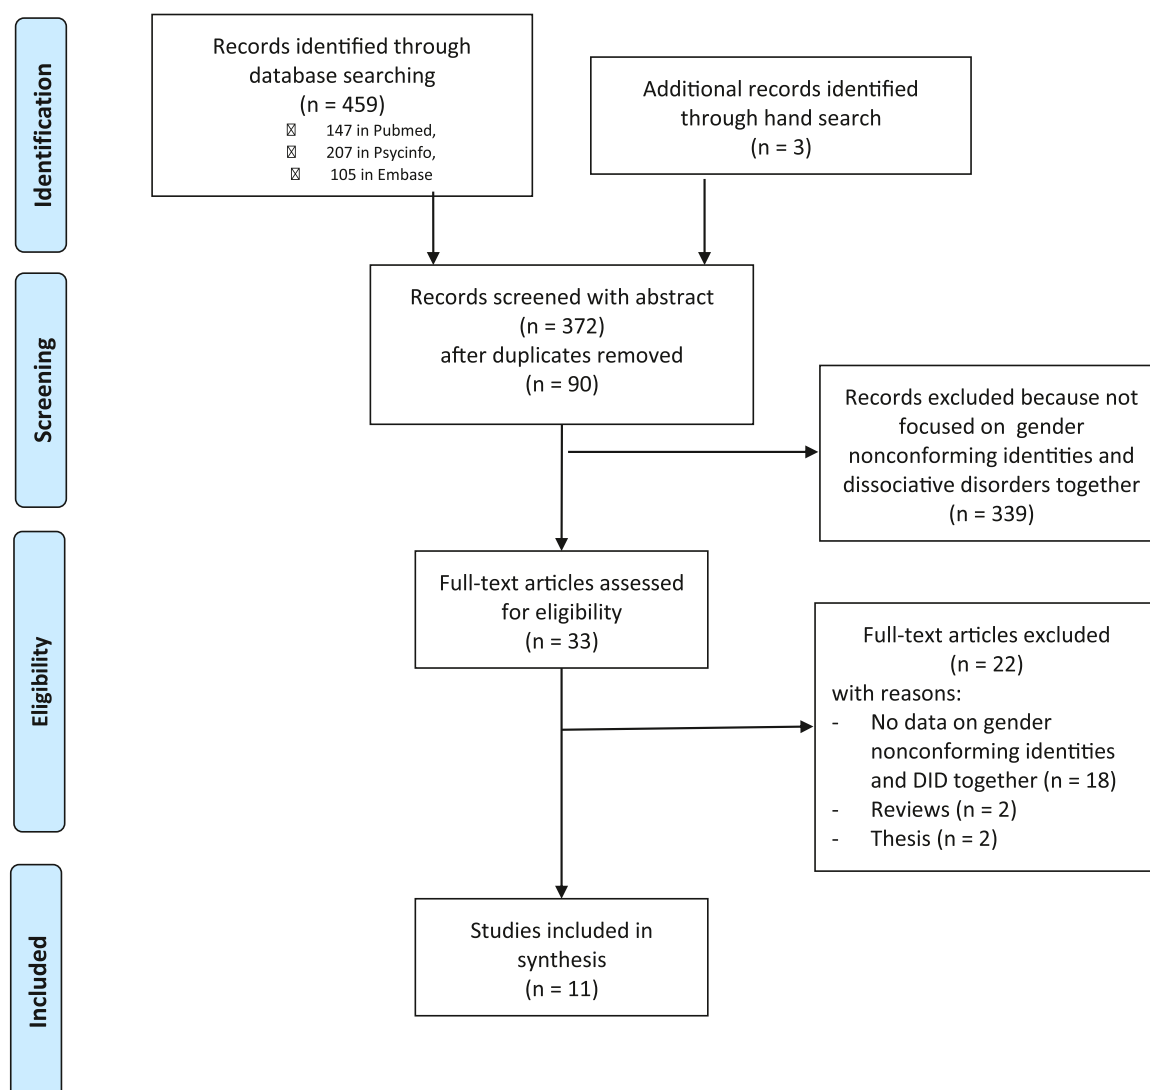 Identification
Records identified through
database searching
(n = 459)
147 in Pubmed,
207 in Psycinfo,
105 in Embase
Additional records identified
through hand search
(n = 3)
Screening
Records screened with abstract
(n = 372)
after duplicates removed
(n = 90)
Records excluded because not
focused on gender
nonconforming identities and
dissociative disorders together
(n = 339)
Eligibility
Full-text articles assessed
for eligibility
(n = 33)
Full-text articles excluded
(n = 22)
with reasons:
- No data on gender
nonconforming identities
and DID together (n = 18)
- Reviews (n = 2)
- Thesis (n = 2)
Included
Studies included in
synthesis
(n = 11)